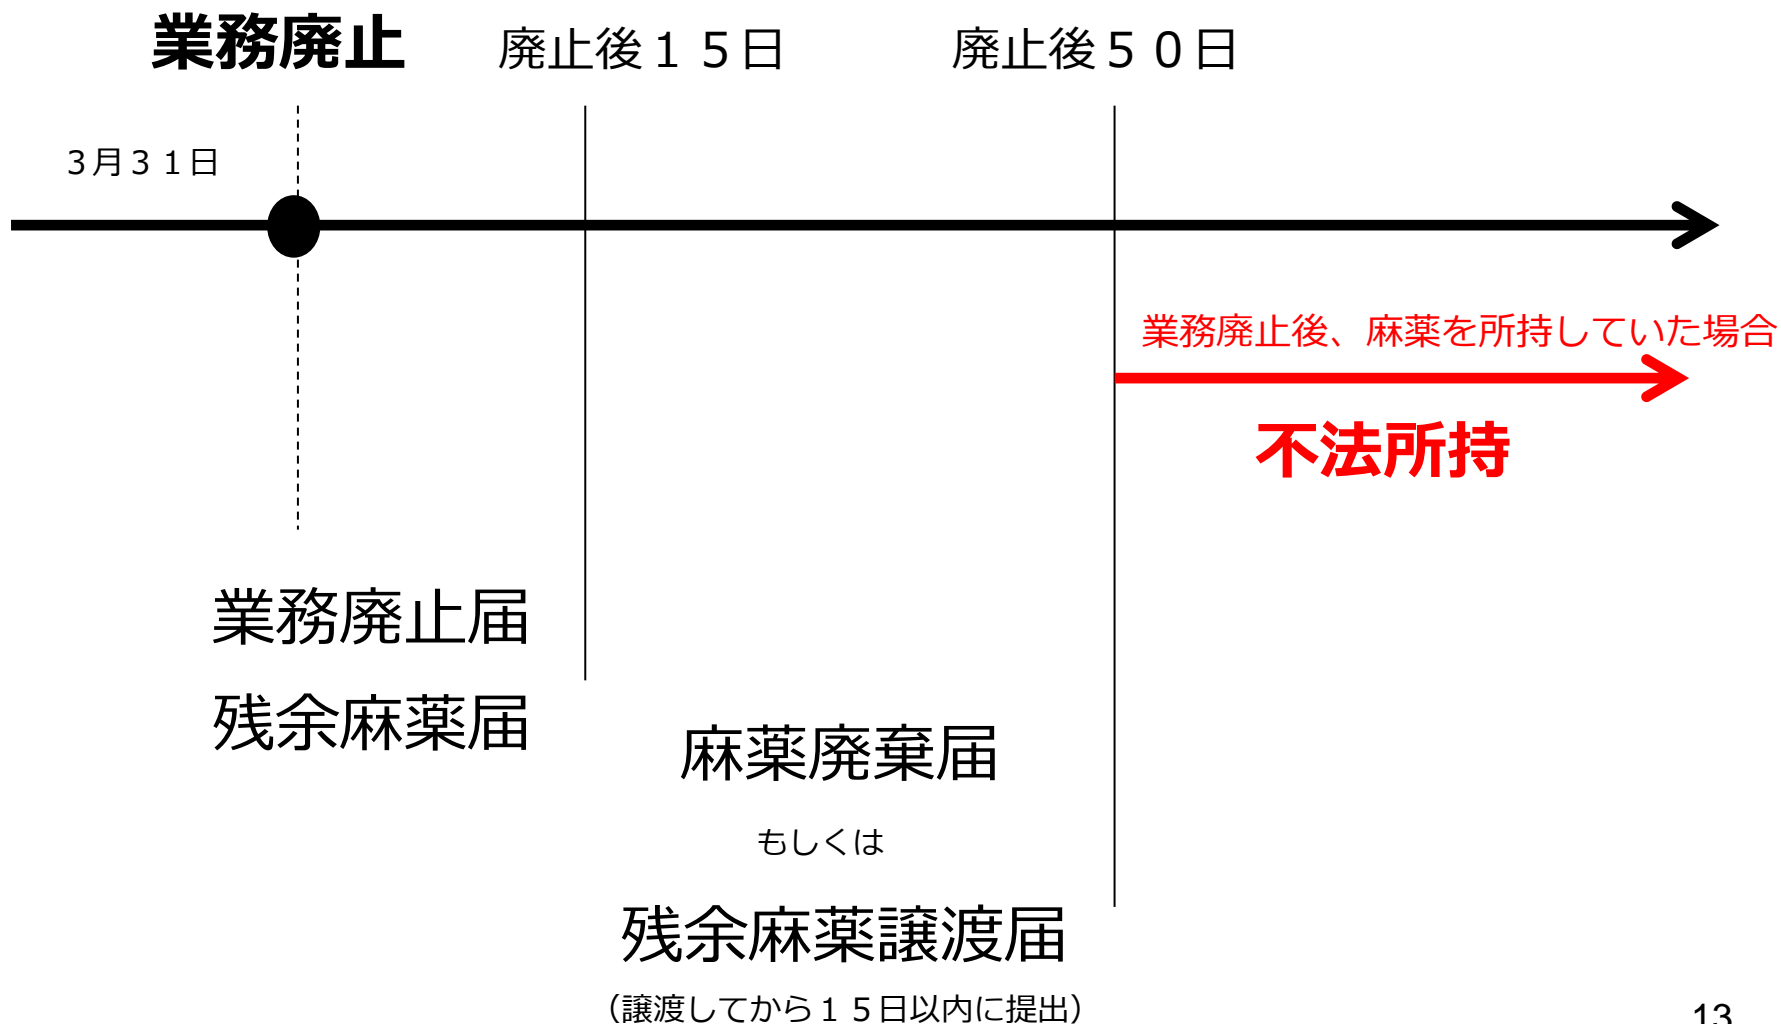 業務廃止
廃止後１５日
廃止後５０日
３月３１日
業務廃止後、麻薬を所持していた場合
不法所持
業務廃止届
残余麻薬届
麻薬廃棄届
もしくは
残余麻薬譲渡届
（譲渡してから１５日以内に提出）
13